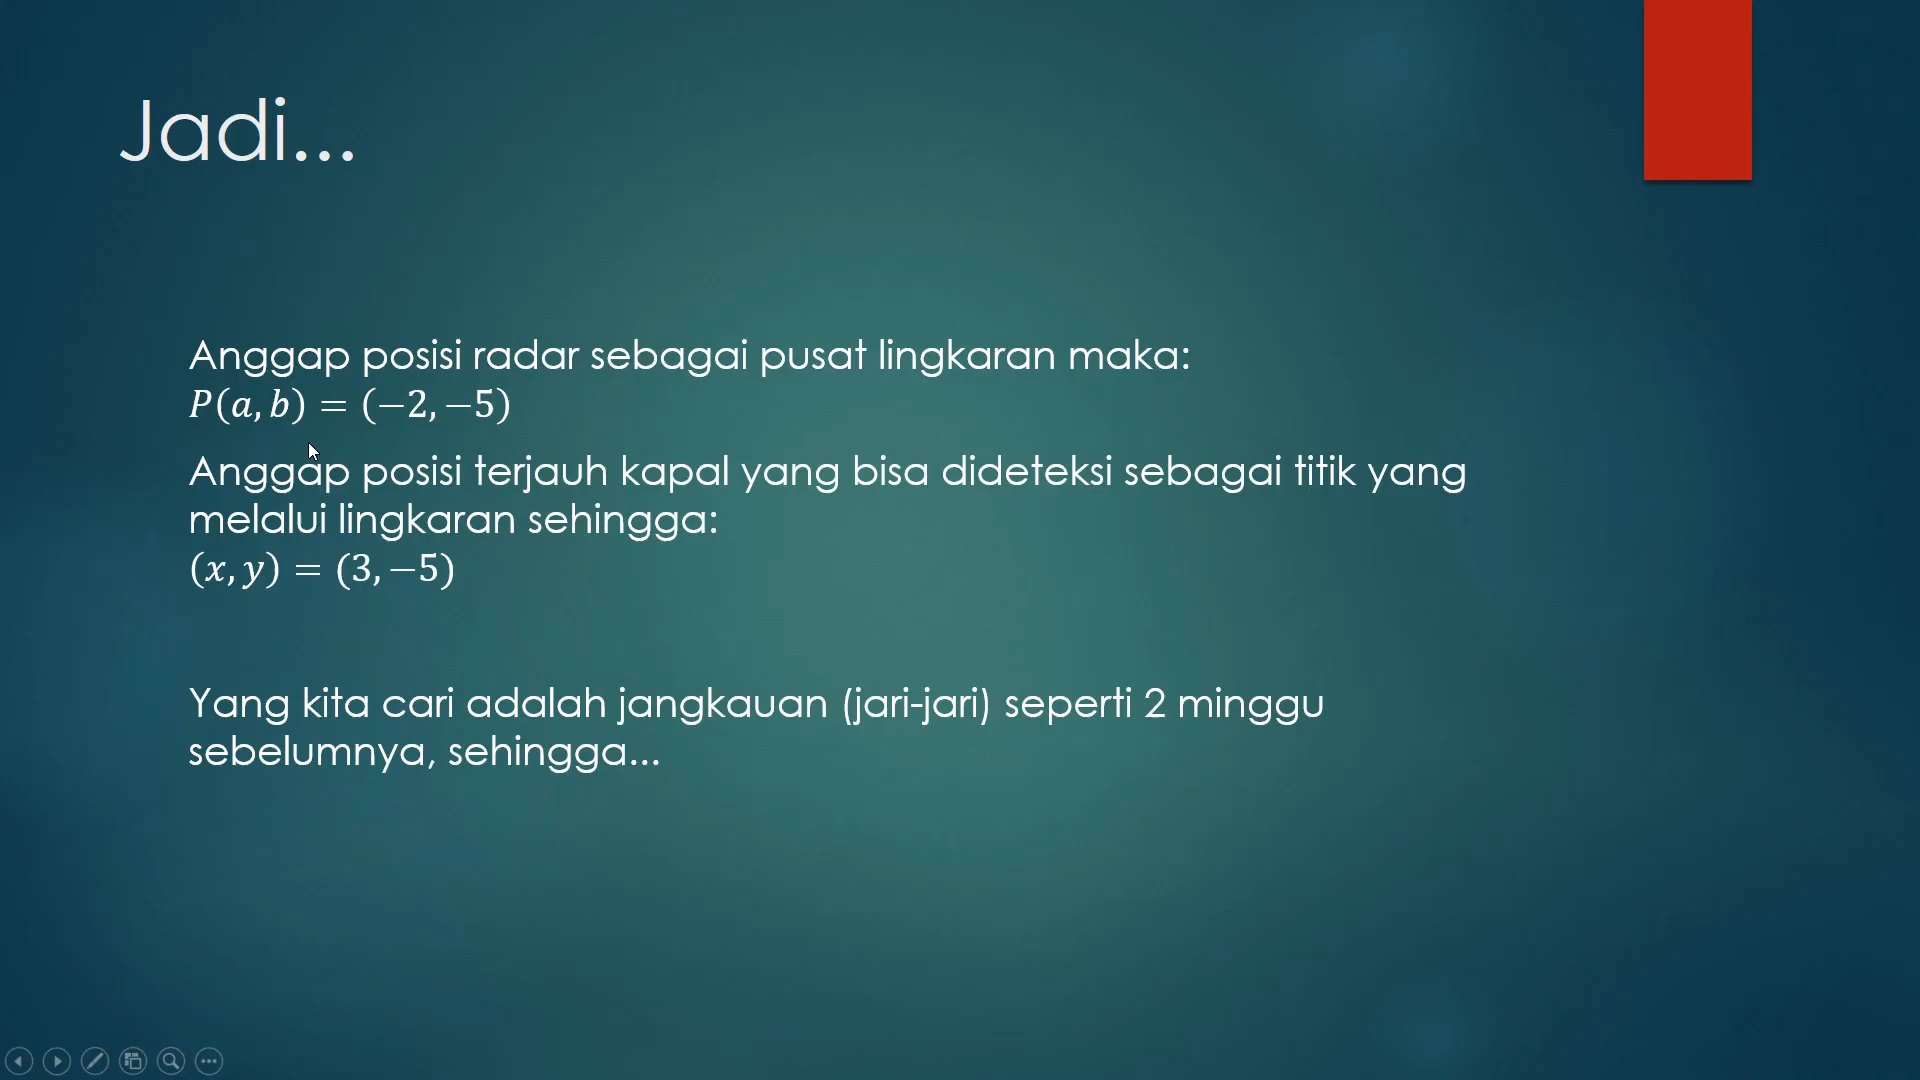 Jadi...
Anggap posisi radar sebagai pusat lingkaran maka:
P(a, b) = (−2, −5)
Anggap posisi terjauh kapal yang bisa dideteksi sebagai titik yang
melalui lingkaran sehingga:
(x, y) = (3, −5)
Yang kita cari adalah jangkauan (jari-jari) seperti 2 minggu
sebelumnya, sehingga...